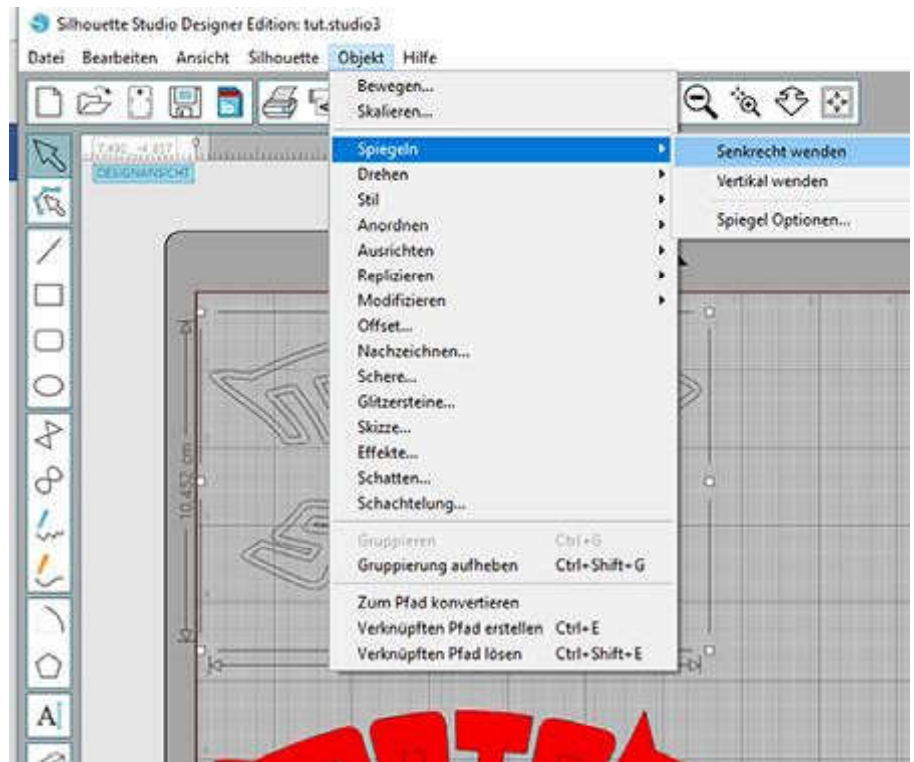 Silhouette Studio Designer Edition: tut.studio3
Datei Bearbeiten Ansicht Silhouette Objekt Hilfe
Bewegen...
Skalieren...
Spiegeln
Senkrecht wenden
DESIGNANSICHT
Drehen
Vertikal wenden
Stil
Anordnen
Spiegel Optionen...
Ausrichten
Replizieren
Modifizieren
Offset...
Nachzeichnen...
Schere...
Glitzersteine...
Skizze...
Effekte...
Schatten...
Schachtelung...
10,452 cm
Gruppieren Ctrl+G
Gruppierung aufheben Ctrl+Shift+G
Zum Pfad konvertieren
Verknüpften Pfad erstellen Ctrl+E
Verknüpften Pfad lösen Ctrl+Shift+E
A